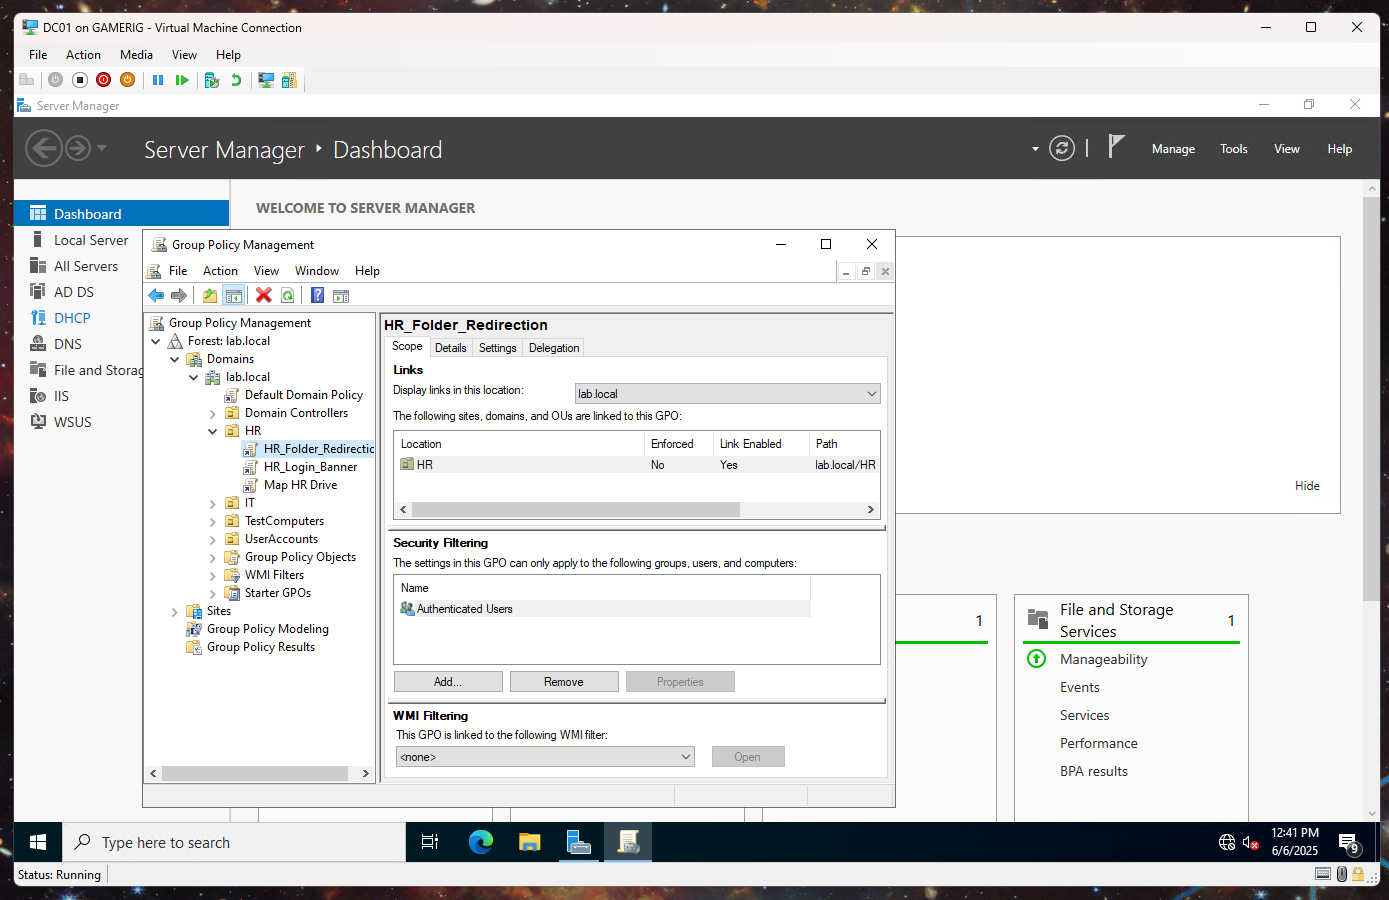 DC01 on GAMERIG - Virtual Machine Connection
File Action Media View Help
Server Manager
Server Manager ‣ Dashboard
Manage Tools View Help
Dashboard
Local Server
All Servers
AD DS
DHCP
DNS
File and Storag
IIS
WSUS
WELCOME TO SERVER MANAGER
Group Policy Management
File Action View Window Help
Group Policy Management
Forest: lab.local
Domains
lab.local
Default Domain Policy
Domain Controllers
HR
HR_Folder_Redirectic
HR_Login_Banner
Map HR Drive
IT
TestComputers
UserAccounts
Group Policy Objects
WMI Filters
Starter GPOs
Sites
Group Policy Modeling
Group Policy Results
HR_Folder_Redirection
Scope Details Settings Delegation
Links
Display links in this location: lab.local
The following sites, domains, and OUs are linked to this GPO:
Location Enforced Link Enabled Path
HR No Yes lab.local/HR
Security Filtering
The settings in this GPO can only apply to the following groups, users, and computers:
Name
Authenticated Users
Add... Remove Properties
WMI Filtering
This GPO is linked to the following WMI filter:
<none> Open
Hide
1
File and Storage Services 1
Manageability
Events
Services
Performance
BPA results
Type here to search
12:41 PM
6/6/2025
9
Status: Running